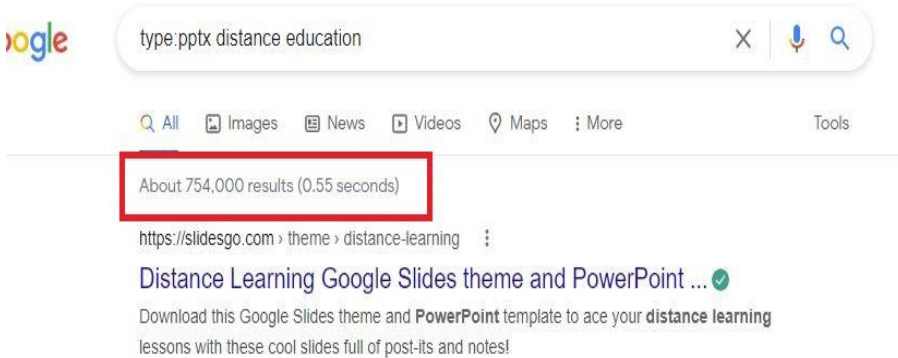 oogle
type:pptx distance education
All Images News Videos Maps More Tools
About 754,000 results (0.55 seconds)
https://slidesgo.com › theme › distance-learning
Distance Learning Google Slides theme and PowerPoint ...
Download this Google Slides theme and PowerPoint template to ace your distance learning
lessons with these cool slides full of post-its and notes!